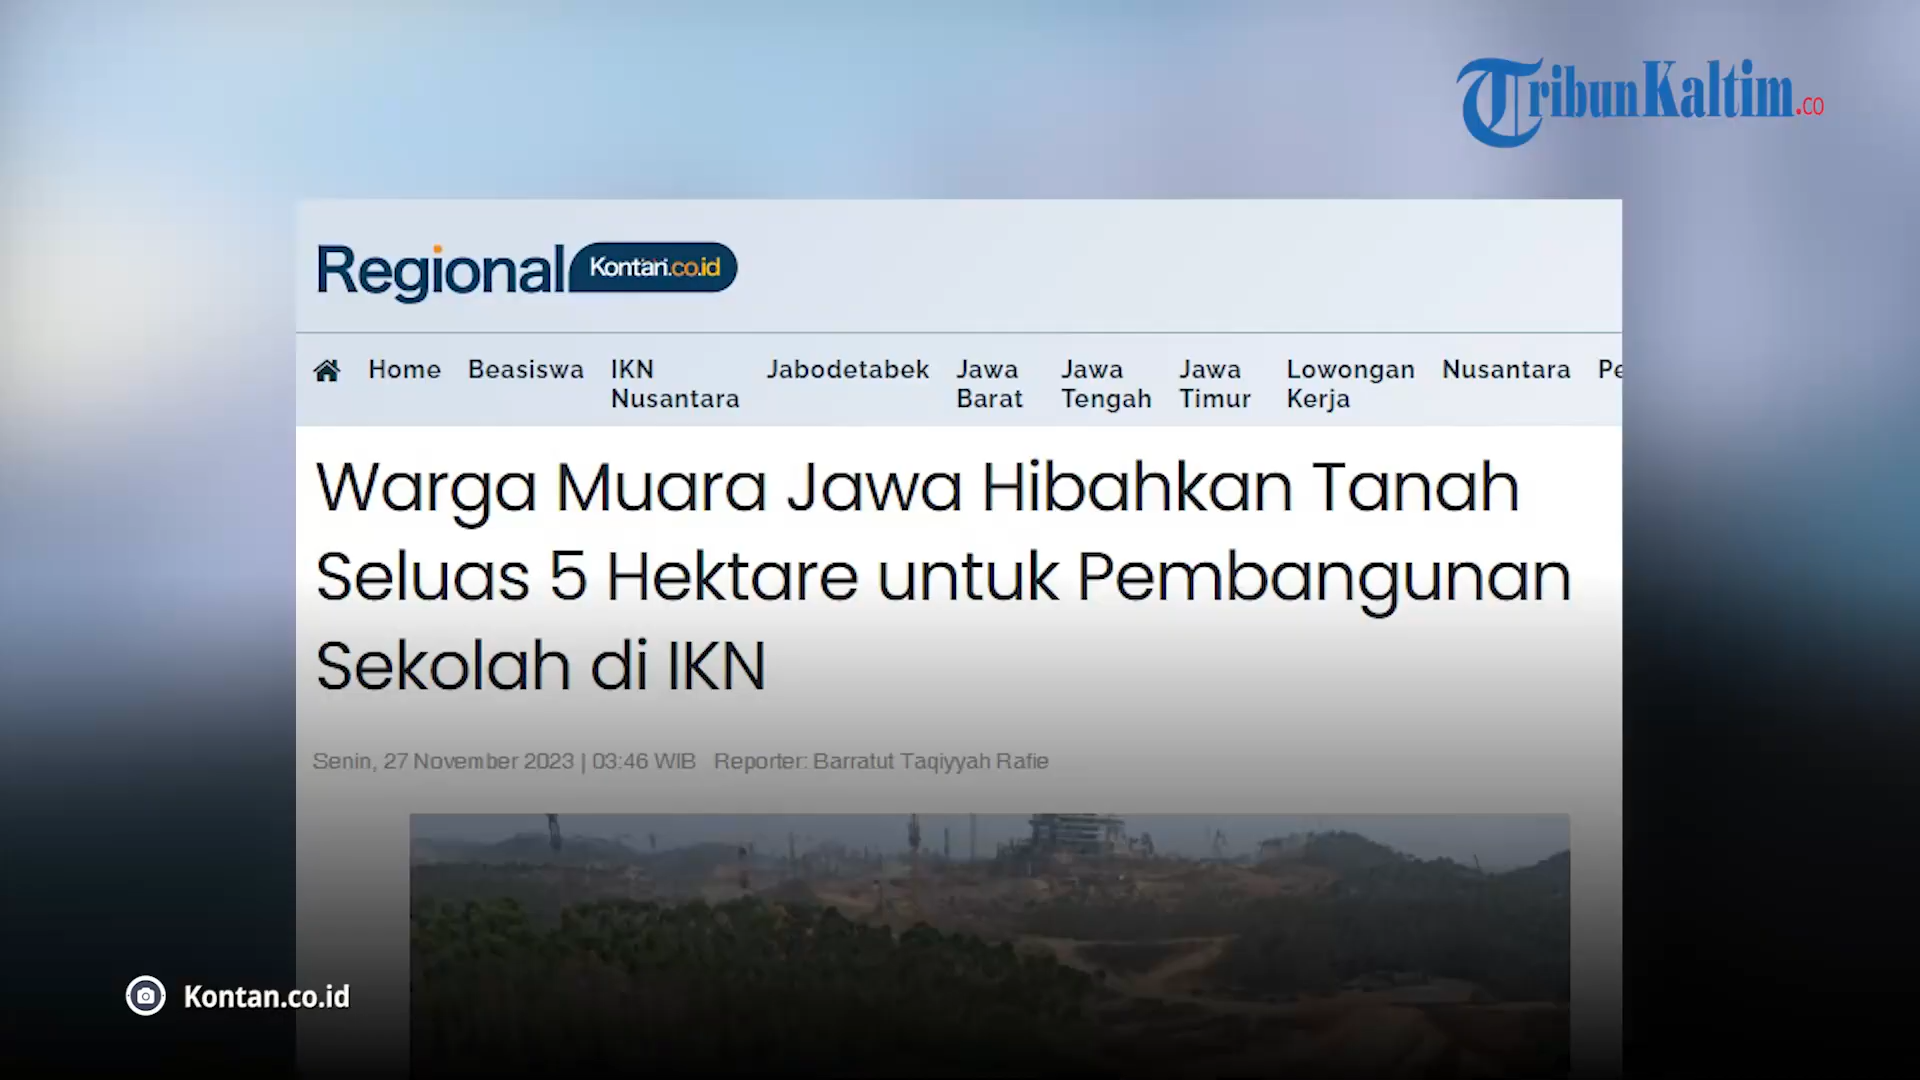 TribunKaltim.co
Regional Kontan.co.id
Home Beasiswa IKN Nusantara Jabodetabek Jawa Barat Jawa Tengah Jawa Timur Lowongan Kerja Nusantara Pe
Warga Muara Jawa Hibahkan Tanah
Seluas 5 Hektare untuk Pembangunan
Sekolah di IKN
Senin, 27 November 2023 | 03:46 WIB Reporter: Barratut Taqiyyah Rafie
Kontan.co.id